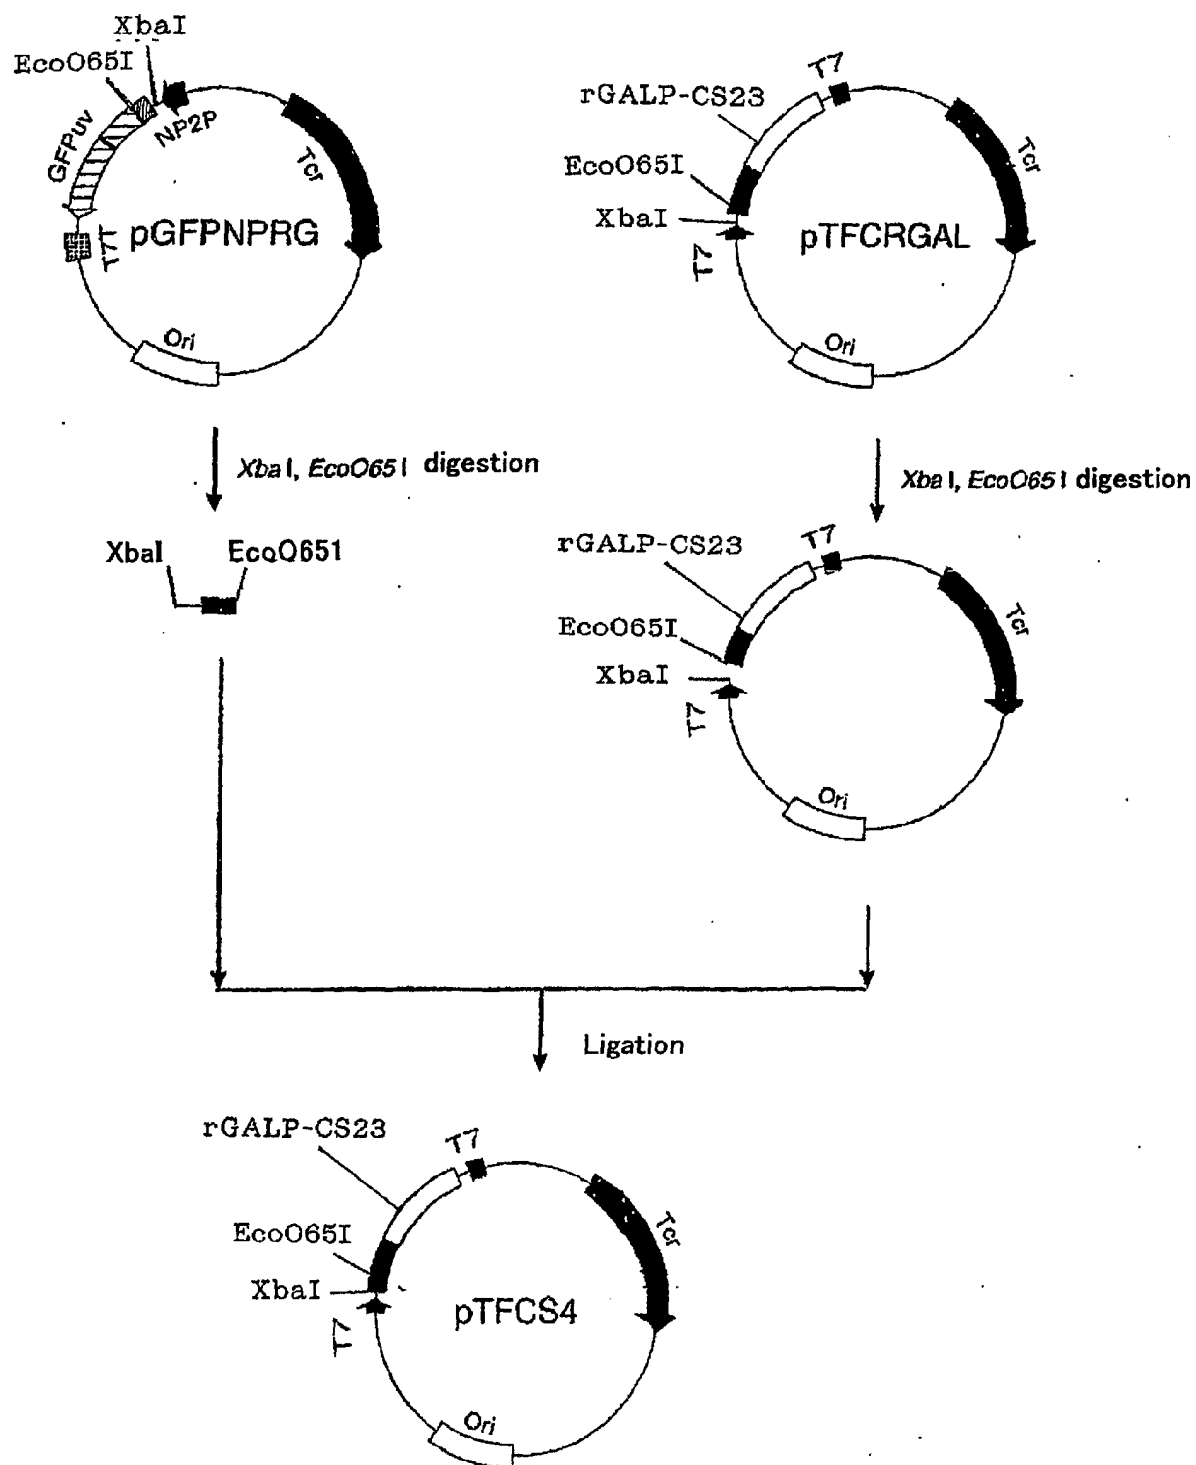 XbaI
EcoO65I
GFPuv
NP2P
Tcr
T7T
pGFPNPRG
Ori
T7
rGALP-CS23
EcoO65I
XbaI
T7
Tcr
pTFCRGAL
Ori
XbaI, EcoO65I digestion
XbaI, EcoO65I digestion
XbaI
EcoO651
rGALP-CS23
T7
EcoO65I
XbaI
T7
Tcr
Ori
Ligation
rGALP-CS23
T7
EcoO65I
XbaI
T7
Tcr
pTFCS4
Ori